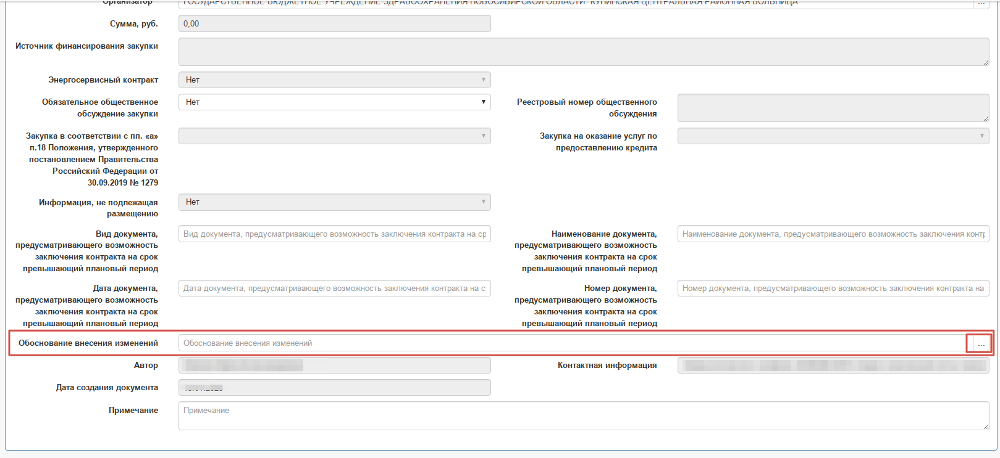 Организатор
ГОСУДАРСТВЕННОЕ БЮДЖЕТНОЕ УЧРЕЖДЕНИЕ ЗДРАВООХРАНЕНИЯ НОВОСИБИРСКОЙ ОБЛАСТИ "КУПИНСКАЯ ЦЕНТРАЛЬНАЯ РАЙОННАЯ БОЛЬНИЦА" ...
Сумма, руб.
0,00
Источник финансирования закупки
Энергосервисный контракт
Нет
Обязательное общественное
обсуждение закупки
Нет
Реестровый номер общественного
обсуждения
Закупка в соответствии с пп. «а»
п.18 Положения, утвержденного
постановлением Правительства
Российский Федерации от
30.09.2019 № 1279
Закупка на оказание услуг по
предоставлению кредита
Информация, не подлежащая
размещению
Нет
Вид документа,
предусматривающего возможность
заключения контракта на срок
превышающий плановый период
Вид документа, предусматривающего возможность заключения контракта на ср
Наименование документа,
предусматривающего возможность
заключения контракта на срок
превышающий плановый период
Наименование документа, предусматривающего возможность заключения контр
Дата документа,
предусматривающего возможность
заключения контракта на срок
превышающий плановый период
Дата документа, предусматривающего возможность заключения контракта на с
Номер документа,
предусматривающего возможность
заключения контракта на срок
превышающий плановый период
Номер документа, предусматривающего возможность заключения контракта на
Обоснование внесения изменений
Обоснование внесения изменений
...
Автор
Контактная информация
Дата создания документа
Примечание
Примечание